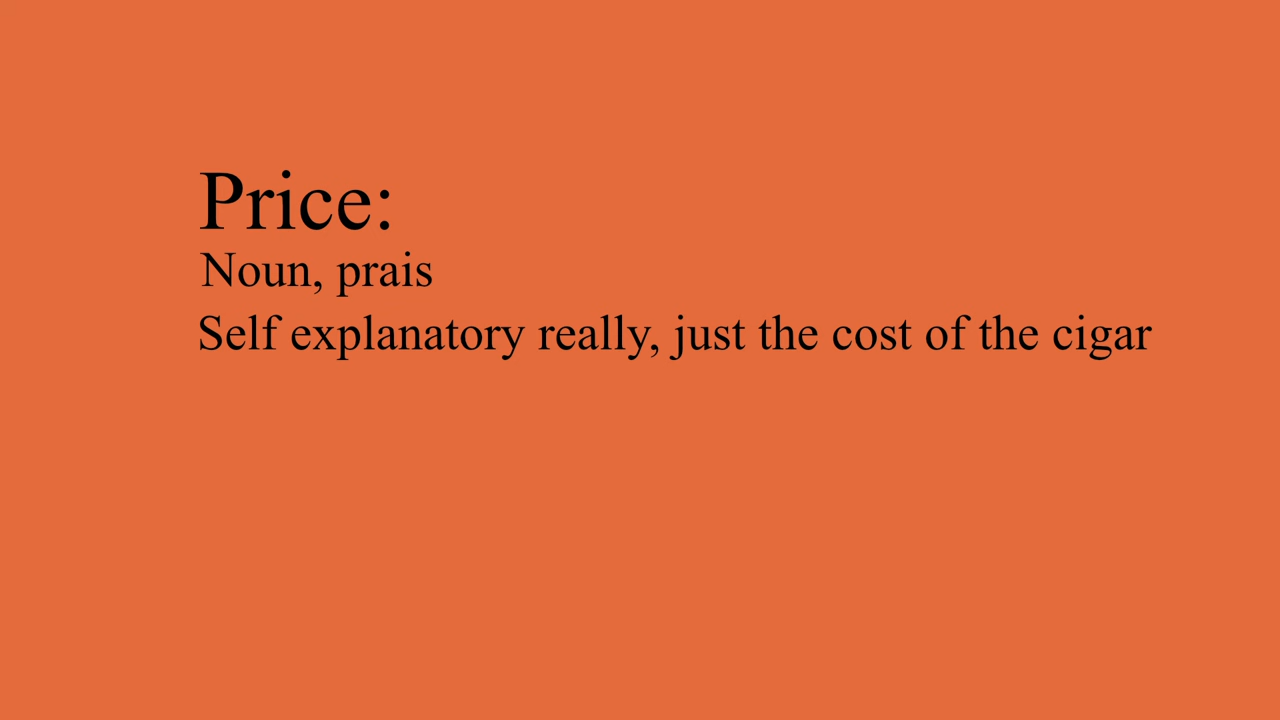 Price:
Noun, prais
Self explanatory really, just the cost of the cigar